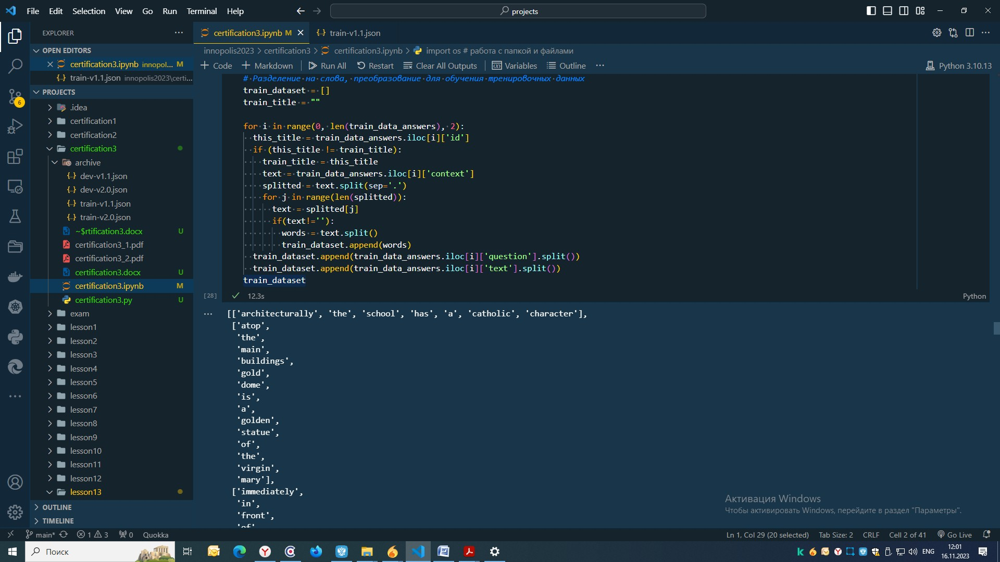 File Edit Selection View Go Run Terminal Help
projects
EXPLORER
OPEN EDITORS
certification3.ipynb innopol... M
train-v1.1.json innopolis2023\certi...
PROJECTS
.idea
certification1
certification2
certification3
archive
dev-v1.1.json
dev-v2.0.json
train-v1.1.json
train-v2.0.json
~$rtification3.docx U
certification3_1.pdf
certification3_2.pdf
certification3.docx U
certification3.ipynb M
certification3.py U
exam
lesson1
lesson2
lesson3
lesson4
lesson5
lesson6
lesson7
lesson8
lesson9
lesson10
lesson11
lesson12
lesson13
OUTLINE
TIMELINE
6
certification3.ipynb M
train-v1.1.json
innopolis2023 > certification3 > certification3.ipynb > import os # работа с папкой и файлами
+ Code + Markdown Run All Restart Clear All Outputs Variables Outline ...
Python 3.10.13
# Разделение на слова, преобразование для обучения тренировочных данных
train_dataset = []
train_title = ""
for i in range(0, len(train_data_answers), 2):
this_title = train_data_answers.iloc[i]['id']
if (this_title != train_title):
train_title = this_title
text = train_data_answers.iloc[i]['context']
splitted = text.split(sep='.')
for j in range(len(splitted)):
text = splitted[j]
if(text!=''):
words = text.split()
train_dataset.append(words)
train_dataset.append(train_data_answers.iloc[i]['question'].split())
train_dataset.append(train_data_answers.iloc[i]['text'].split())
train_dataset
[28] 12.3s Python
... [['architecturally', 'the', 'school', 'has', 'a', 'catholic', 'character'],
['atop',
'the',
'main',
'buildings',
'gold',
'dome',
'is',
'a',
'golden',
'statue',
'of',
'the',
'virgin',
'mary'],
['immediately',
'in',
'front',
'of',
Активация Windows
Чтобы активировать Windows, перейдите в раздел "Параметры".
main* 1 3 0 Quokka
Ln 1, Col 29 (20 selected) Tab Size: 2 CRLF Cell 2 of 41 Go Live
Поиск
ENG
12:01
16.11.2023